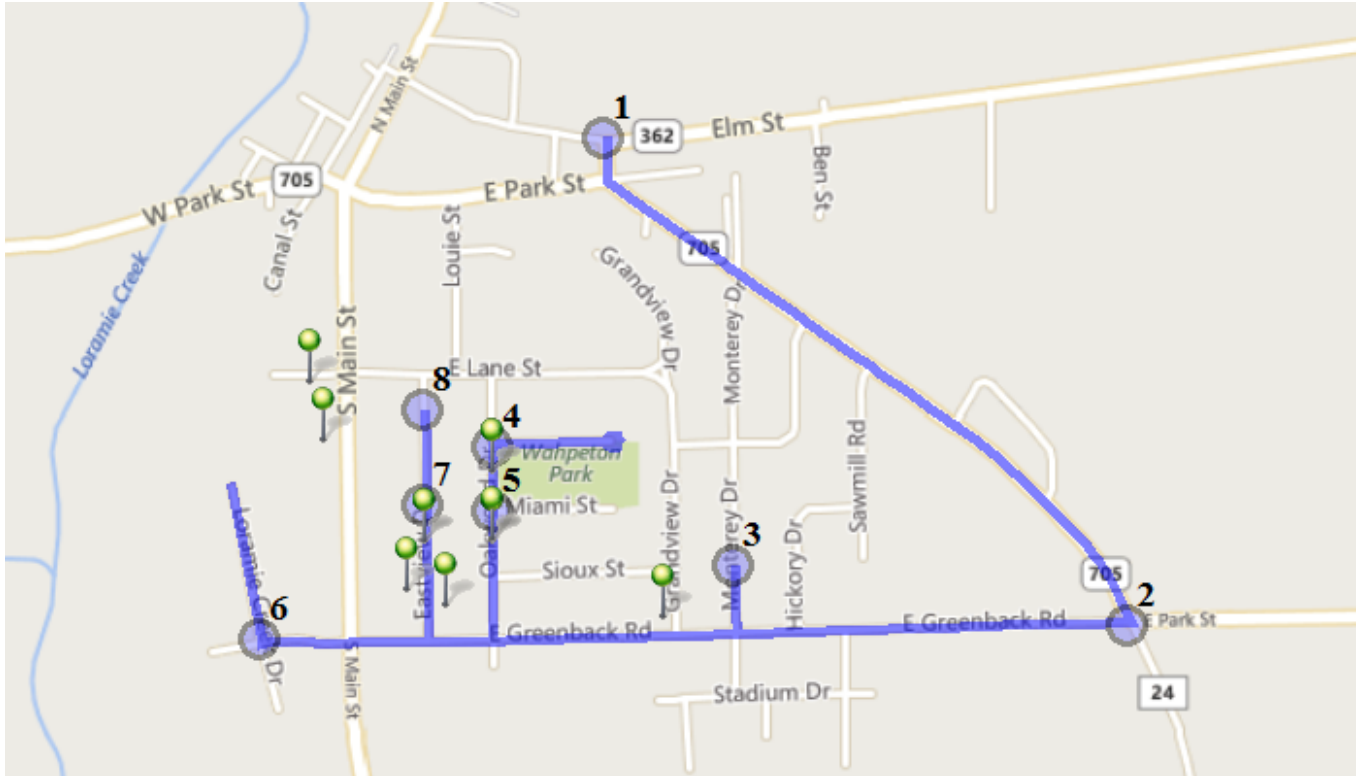 1
362
Elm St
N Main St
Ben St
705
E Park St
W Park St
Canal St
Louie St
705
Grandview Dr
Monterey Dr
Loramie Creek
S Main St
E Lane St
8
4
Wahpeton
Park
7
5
Miami St
Sawmill Rd
Grandview Dr
Monterey Dr
3
Hickory Dr
Sioux St
705
2
6
E Greenback Rd
E Greenback Rd
E Park St
S Main St
Stadium Dr
24